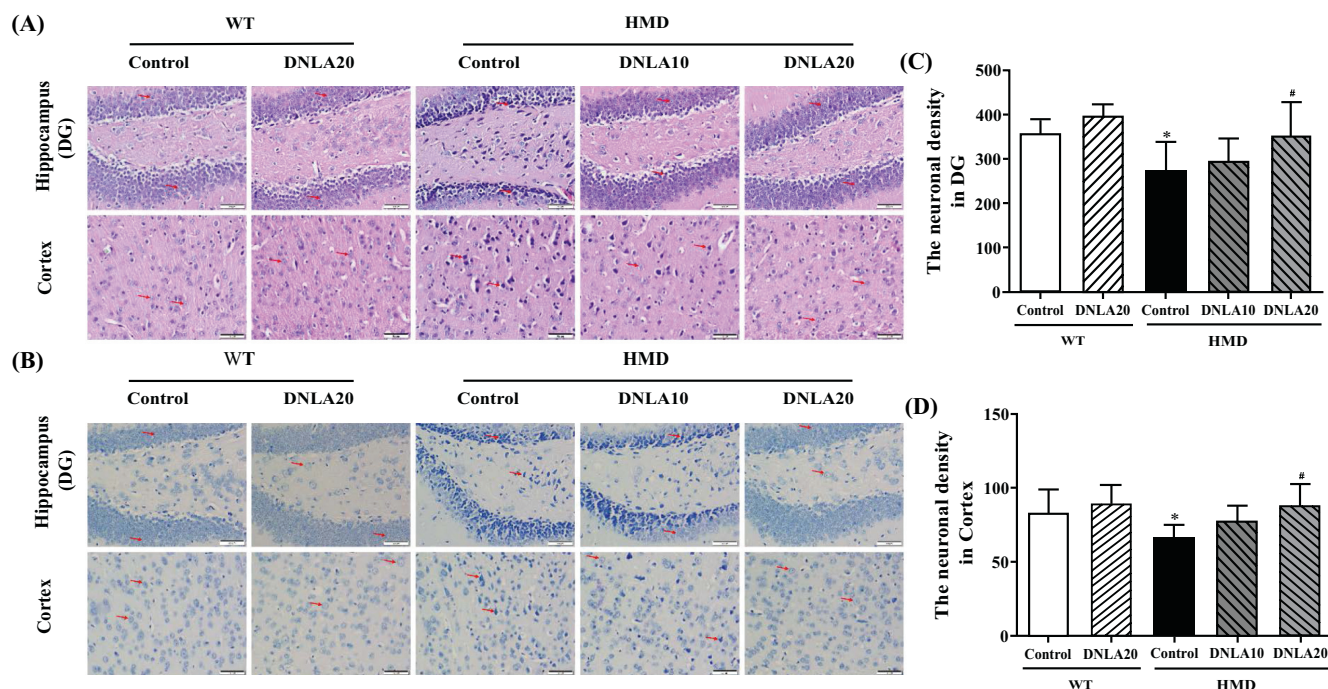 (A)
WT
HMD
Control
DNLA20
Control
DNLA10
DNLA20
Hippocampus
(DG)
Cortex
(B)
WT
HMD
Control
DNLA20
Control
DNLA10
DNLA20
Hippocampus
(DG)
Cortex
(C)
The neuronal density
in DG
500
400
300
200
100
0
*
#
Control
DNLA20
Control
DNLA10
DNLA20
WT
HMD
(D)
The neuronal density
in Cortex
150
100
50
0
*
#
Control
DNLA20
Control
DNLA10
DNLA20
WT
HMD